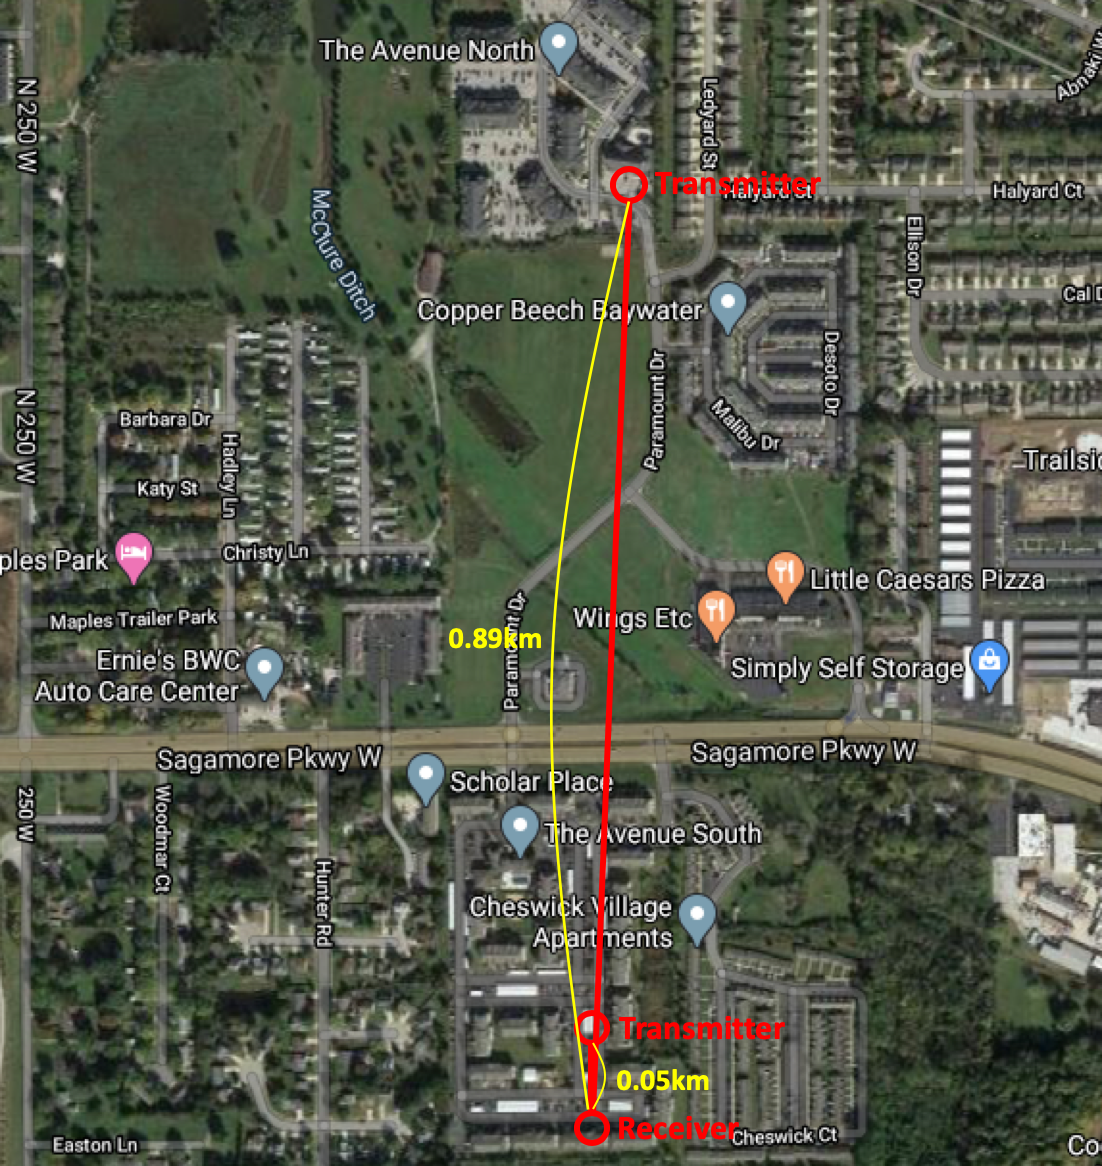 The Avenue North
N 250 W
Ledyard St
Abnaki W
Transmitter
Halyard Ct
Halyard Ct
McClure Ditch
Ellison Dr
Cal D
Copper Beech Baywater
Desoto Dr
Paramount Dr
Malibu Dr
N 250 W
Barbara Dr
Hadley Ln
Katy St
Trailsid
Christy Ln
ples Park
Little Caesars Pizza
Maples Trailer Park
Paramount Dr
Wings Etc
0.89km
Ernie's BWC
Auto Care Center
Simply Self Storage
Sagamore Pkwy W
Sagamore Pkwy W
Scholar Place
250 W
Woodmar Ct
The Avenue South
Hunter Rd
Cheswick Village
Apartments
Transmitter
0.05km
Receiver
Cheswick Ct
Easton Ln
Co